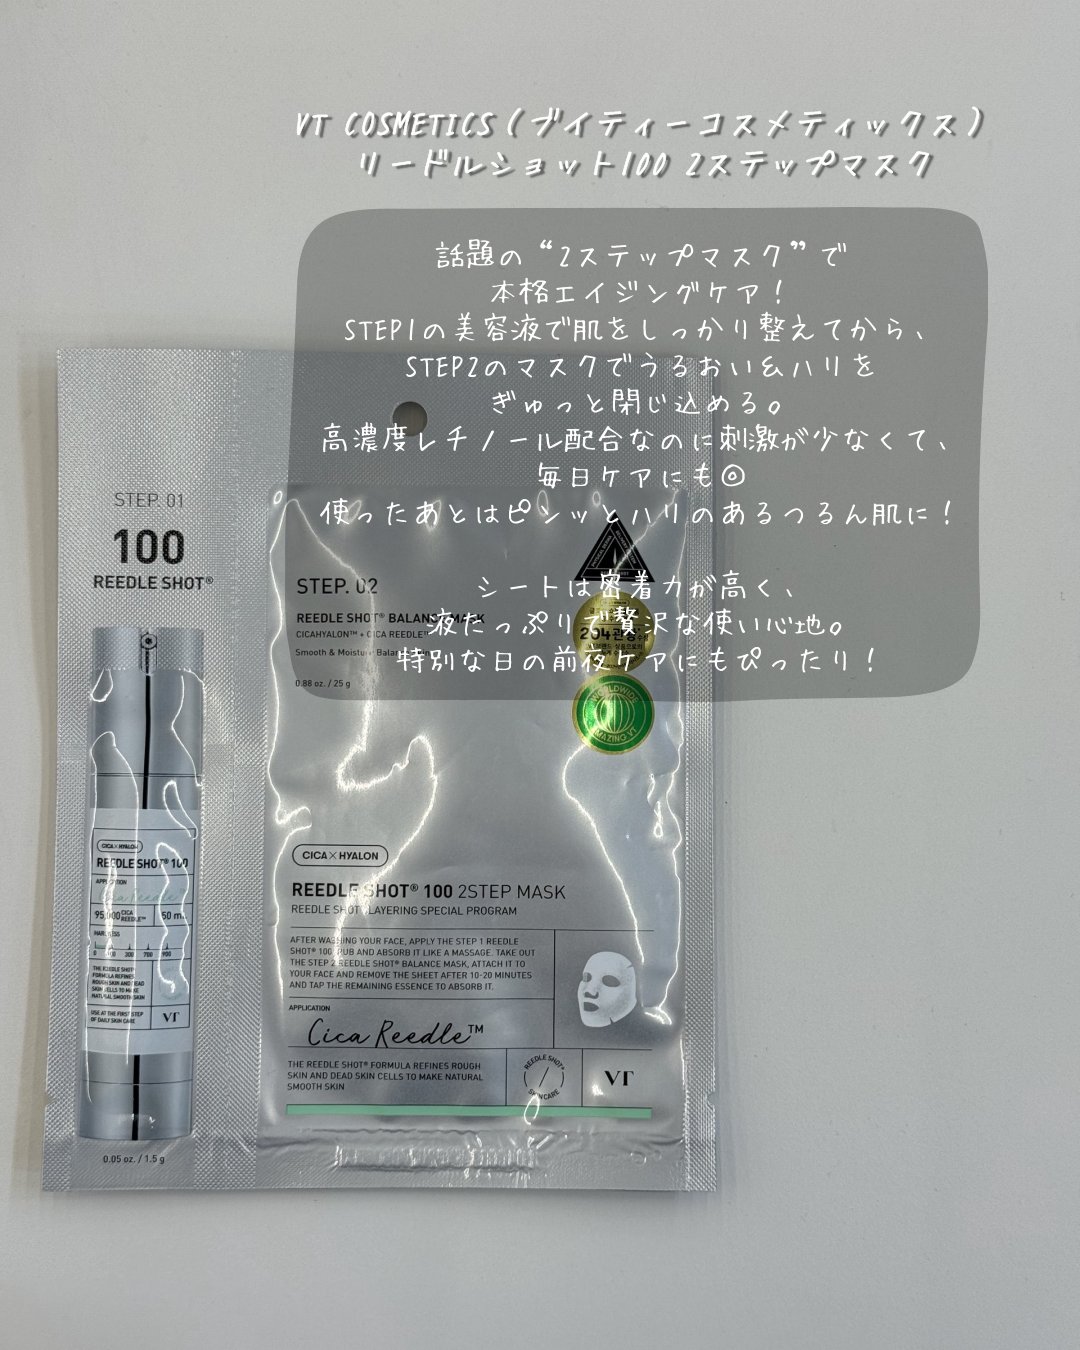 VT COSMETICS（ブイティーコスメティックス）
リードルショット100 2ステップマスク
話題の“2ステップマスク”で
本格エイジングケア！
STEP1の美容液で肌をしっかり整えてから、
STEP2のマスクでうるおい&ハリを
ぎゅっと閉じ込める。
高濃度レチノール配合なのに刺激が少なくて、
毎日ケアにも◎
使ったあとはピンッとハリのあるつるん肌に！
シートは密着力が高く、
液たっぷりで贅沢な使い心地。
特別な日の前夜ケアにもぴったり！
STEP. 01
100
REEDLE SHOT®
CICA×HYALON
REEDLE SHOT® 100
APPLICATION
Cica Reedle
CICA
REEDLE™
50
HARDNESS
THE REEDLE SHOT®
FORMULA REFINES
ROUGH SKIN AND DEAD
SKIN CELLS TO MAKE
NATURAL SMOOTH SKIN
USE AT THE FIRST STEP
OF DAILY SKIN CARE
VT
0.05 oz. / 1.5 g
STEP. 02
REEDLE SHOT® BALANCE MASK
CICAHYALON™ + CICA REEDLE™
Smooth & Moisture
0.88 oz. / 25 g
WORLDWIDE
AMAZING VT
CICA×HYALON
REEDLE SHOT® 100 2STEP MASK
REEDLE SHOT LAYERING SPECIAL PROGRAM
AFTER WASHING YOUR FACE, APPLY THE STEP 1 REEDLE
SHOT® 100 AND ABSORB IT LIKE A MASSAGE. TAKE OUT
THE STEP 2 REEDLE SHOT® BALANCE MASK, ATTACH IT TO
YOUR FACE AND REMOVE THE SHEET AFTER 10-20 MINUTES
AND TAP THE REMAINING ESSENCE TO ABSORB IT.
APPLICATION
Cica Reedle™
THE REEDLE SHOT® FORMULA REFINES ROUGH
SKIN AND DEAD SKIN CELLS TO MAKE NATURAL
SMOOTH SKIN
REEDLE SHOT®
SKIN CARE
VT